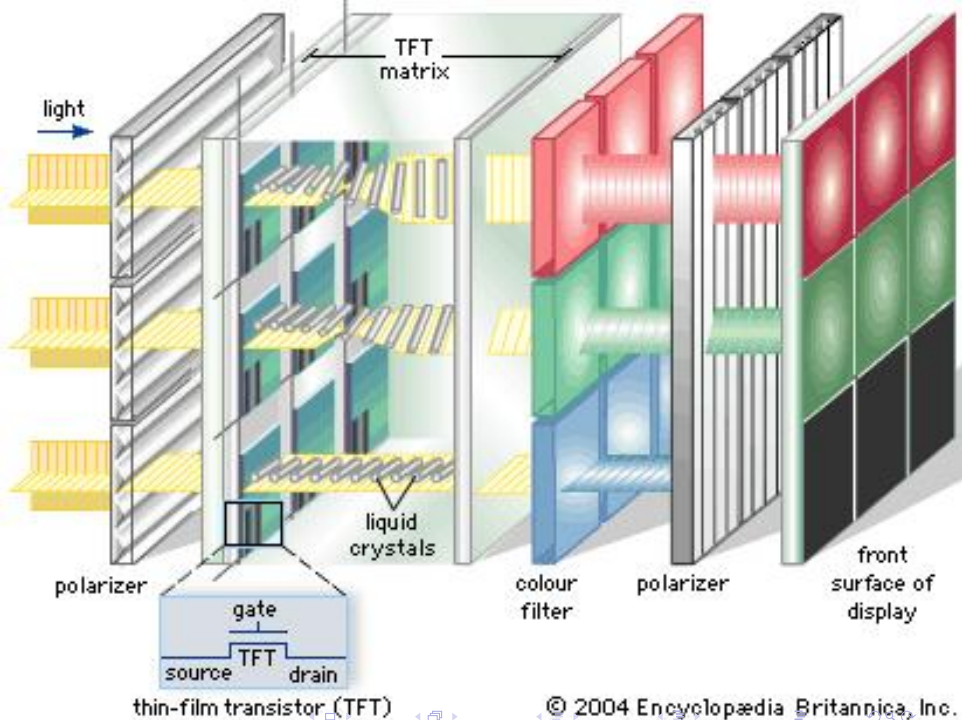 TFT
matrix
light
liquid
crystals
polarizer
colour
filter
polarizer
front
surface of
display
gate
TFT
source
drain
thin-film transistor (TFT)
© 2004 Encyclopædia Britannica, Inc.